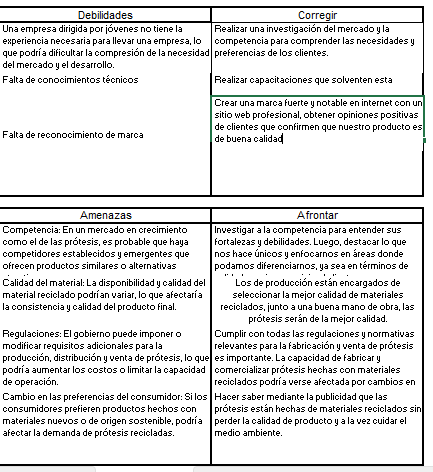 Debilidades
Corregir
Una empresa dirigida por jóvenes no tiene la
experiencia necesaria para llevar una empresa, lo
que podría dificultar la compresión de la necesidad
del mercado y el desarrollo.
Realizar una investigación del mercado y la
competencia para comprender las necesidades y
preferencias de los clientes.
Falta de conocimientos técnicos
Realizar capacitaciones que solventen esta
Falta de reconocimiento de marca
Crear una marca fuerte y notable en internet con un
sitio web profesional, obtener opiniones positivas
de clientes que confirmen que nuestro producto es
de buena calidad
Amenazas
Afrontar
Competencia: En un mercado en crecimiento
como el de las prótesis, es probable que haya
competidores establecidos y emergentes que
ofrecen productos similares o alternativas
Investigar a la competencia para entender sus
fortalezas y debilidades. Luego, destacar lo que
nos hace únicos y enfocarnos en áreas donde
podamos diferenciarnos, ya sea en términos de
Calidad del material: La disponibilidad y calidad del
material reciclado podrían variar, lo que afectaría
la consistencia y calidad del producto final.
Los de producción están encargados de
seleccionar la mejor calidad de materiales
reciclados, junto a una buena mano de obra, las
prótesis serán de la mejor calidad.
Regulaciones: El gobierno puede imponer o
modificar requisitos adicionales para la
producción, distribución y venta de prótesis, lo que
podría aumentar los costos o limitar la capacidad
de operación.
Cumplir con todas las regulaciones y normativas
relevantes para la fabricación y venta de prótesis
es importante. La capacidad de fabricar y
comercializar prótesis hechas con materiales
reciclados podría verse afectada por cambios en
Cambio en las preferencias del consumidor: Si los
consumidores prefieren productos hechos con
materiales nuevos o de origen sostenible, podría
afectar la demanda de prótesis recicladas.
Hacer saber mediante la publicidad que las
prótesis están hechas de materiales reciclados sin
perder la calidad de producto y a la vez cuidar el
medio ambiente.